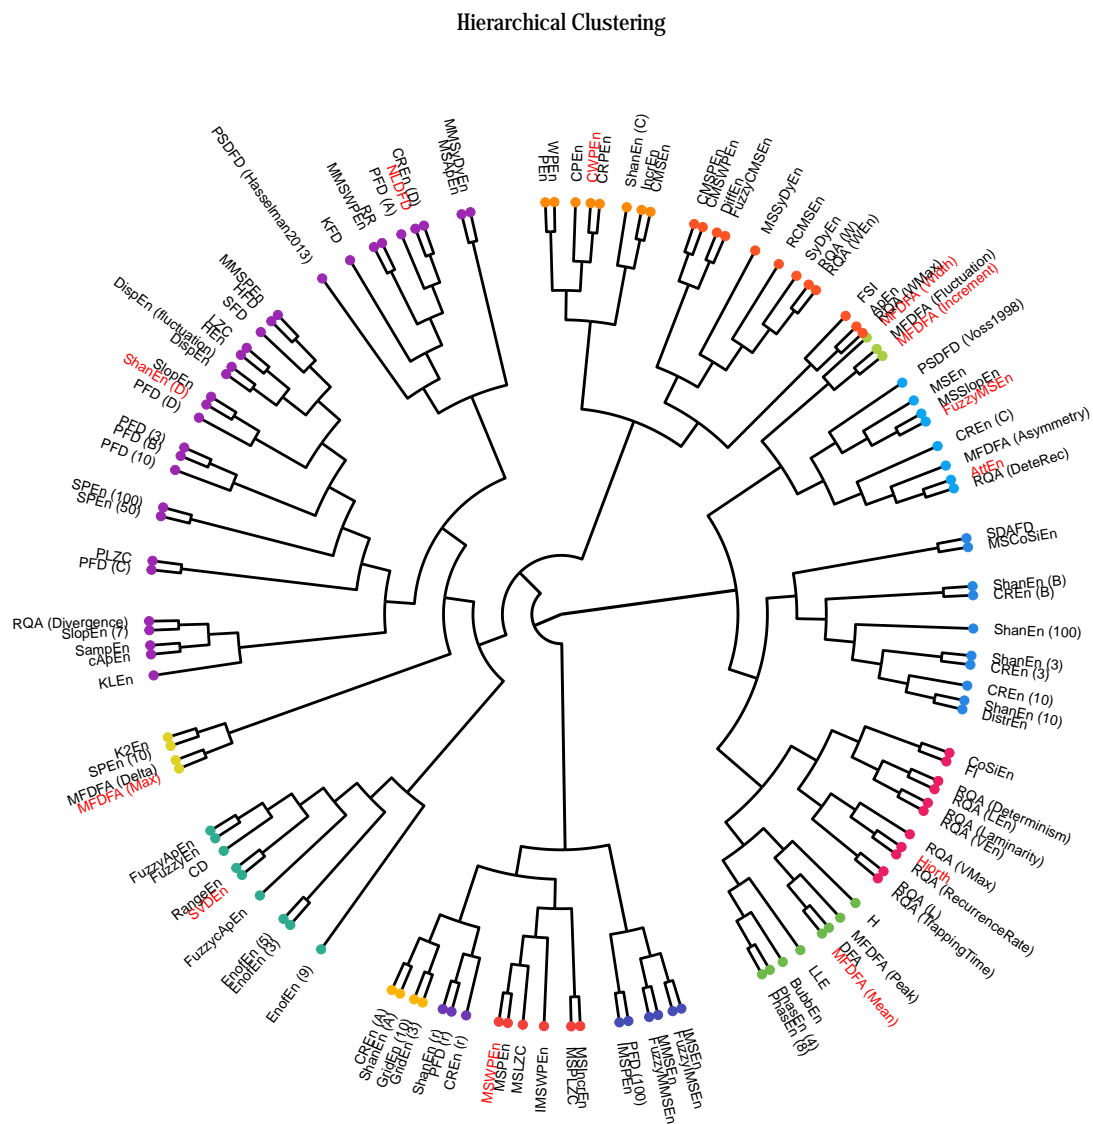 Hierarchical Clustering
PEn
WPEn
CPEn
CWPEn
CRPEn
ShanEn (C)
IncrEn
CMSEn
CMSPEn
CMSWPEn
DiffEn
FuzzyCMSEn
MSSyDyEn
RCMSEn
SyDyEn
RQA (W)
RQA (WEn)
FSI
ApEn
RQA (WMax)
MFDFA (Width)
MFDFA (Fluctuation)
MFDFA (Increment)
PSDFD (Voss1998)
MSEn
MSSlopEn
FuzzyMSEn
CREn (C)
MFDFA (Asymmetry)
AttEn
RQA (DeteRec)
SDAFD
MSCoSiEn
ShanEn (B)
CREn (B)
ShanEn (100)
ShanEn (3)
CREn (3)
CREn (10)
ShanEn (10)
DistrEn
CoSiEn
FI
RQA (Determinism)
RQA (LEn)
RQA (Laminarity)
RQA (VEn)
RQA (VMax)
Hjorth
RQA (RecurrenceRate)
RQA (L)
RQA (TrappingTime)
H
MFDFA (Peak)
DFA
MFDFA (Mean)
LLE
BubbEn
PhasEn (4)
PhasEn (8)
IMSEn
FuzzyIMSEn
MMSEn
FuzzyMMSEn
PFD (100)
IMSPEn
MSIncrEn
MSPLZC
IMSWPEn
MSLZC
MSPEn
MSWPEn
CREn (r)
PFD (r)
ShanEn (r)
GridEn (3)
GridEn (10)
ShanEn (A)
CREn (A)
EnofEn (9)
EnofEn (3)
EnofEn (5)
FuzzycApEn
SVDEn
RangeEn
CD
FuzzyEn
FuzzyApEn
MFDFA (Max)
MFDFA (Delta)
SPEn (10)
K2En
KLEn
cApEn
SampEn
SlopEn (7)
RQA (Divergence)
PFD (C)
PLZC
SPEn (50)
SPEn (100)
PFD (10)
PFD (B)
PFD (3)
PFD (D)
ShanEn (D)
SlopEn
DispEn
DispEn (fluctuation)
HEn
LZC
SFD
HFD
MMSPEn
PSDFD (Hasselman2013)
KFD
MMSWPEn
RR
PFD (A)
NLDFD
CREn (D)
MSApEn
MMSyDyEn